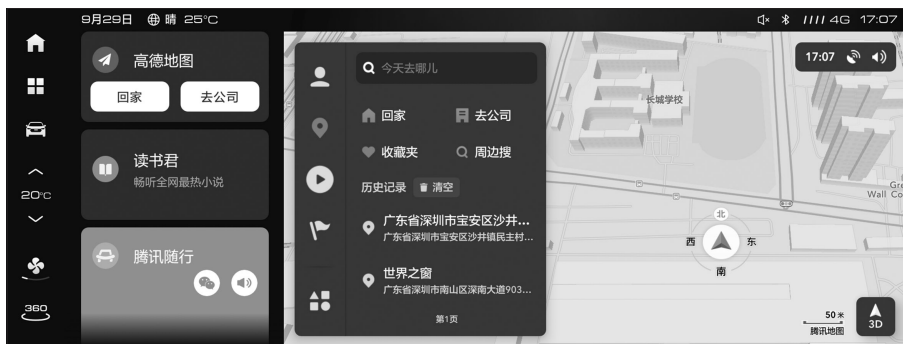 9月29日 晴 25℃
4G 17:07
高德地图
回家 去公司
读书君
畅听全网最热小说
20℃
腾讯随行
360
今天去哪儿
回家 去公司
收藏夹 周边搜
历史记录 清空
广东省深圳市宝安区沙井...
广东省深圳市宝安区沙井镇民主村...
世界之窗
广东省深圳市南山区深南大道903...
第1页
17:07
长城学校
Gre
Wall Co
北
西 东
南
50米
腾讯地图
3D